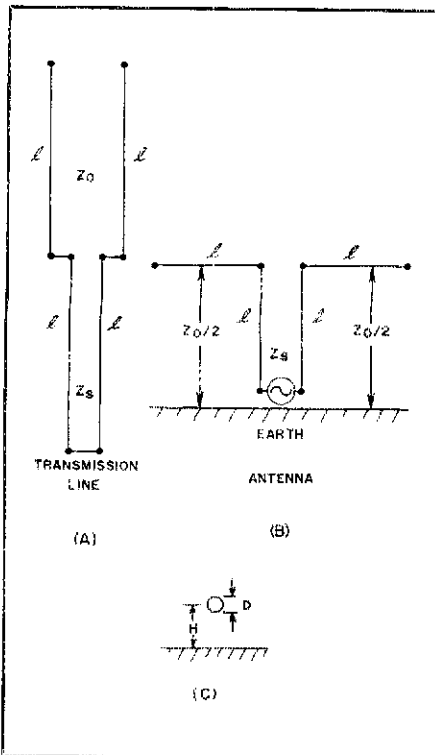 ℓ ℓ
Z₀
ℓ ℓ
ℓ ℓ
ℓ ℓ
Z₀/2 Zs Z₀/2
Zs
EARTH
TRANSMISSION
LINE
ANTENNA
(A)
(B)
D
H
(C)